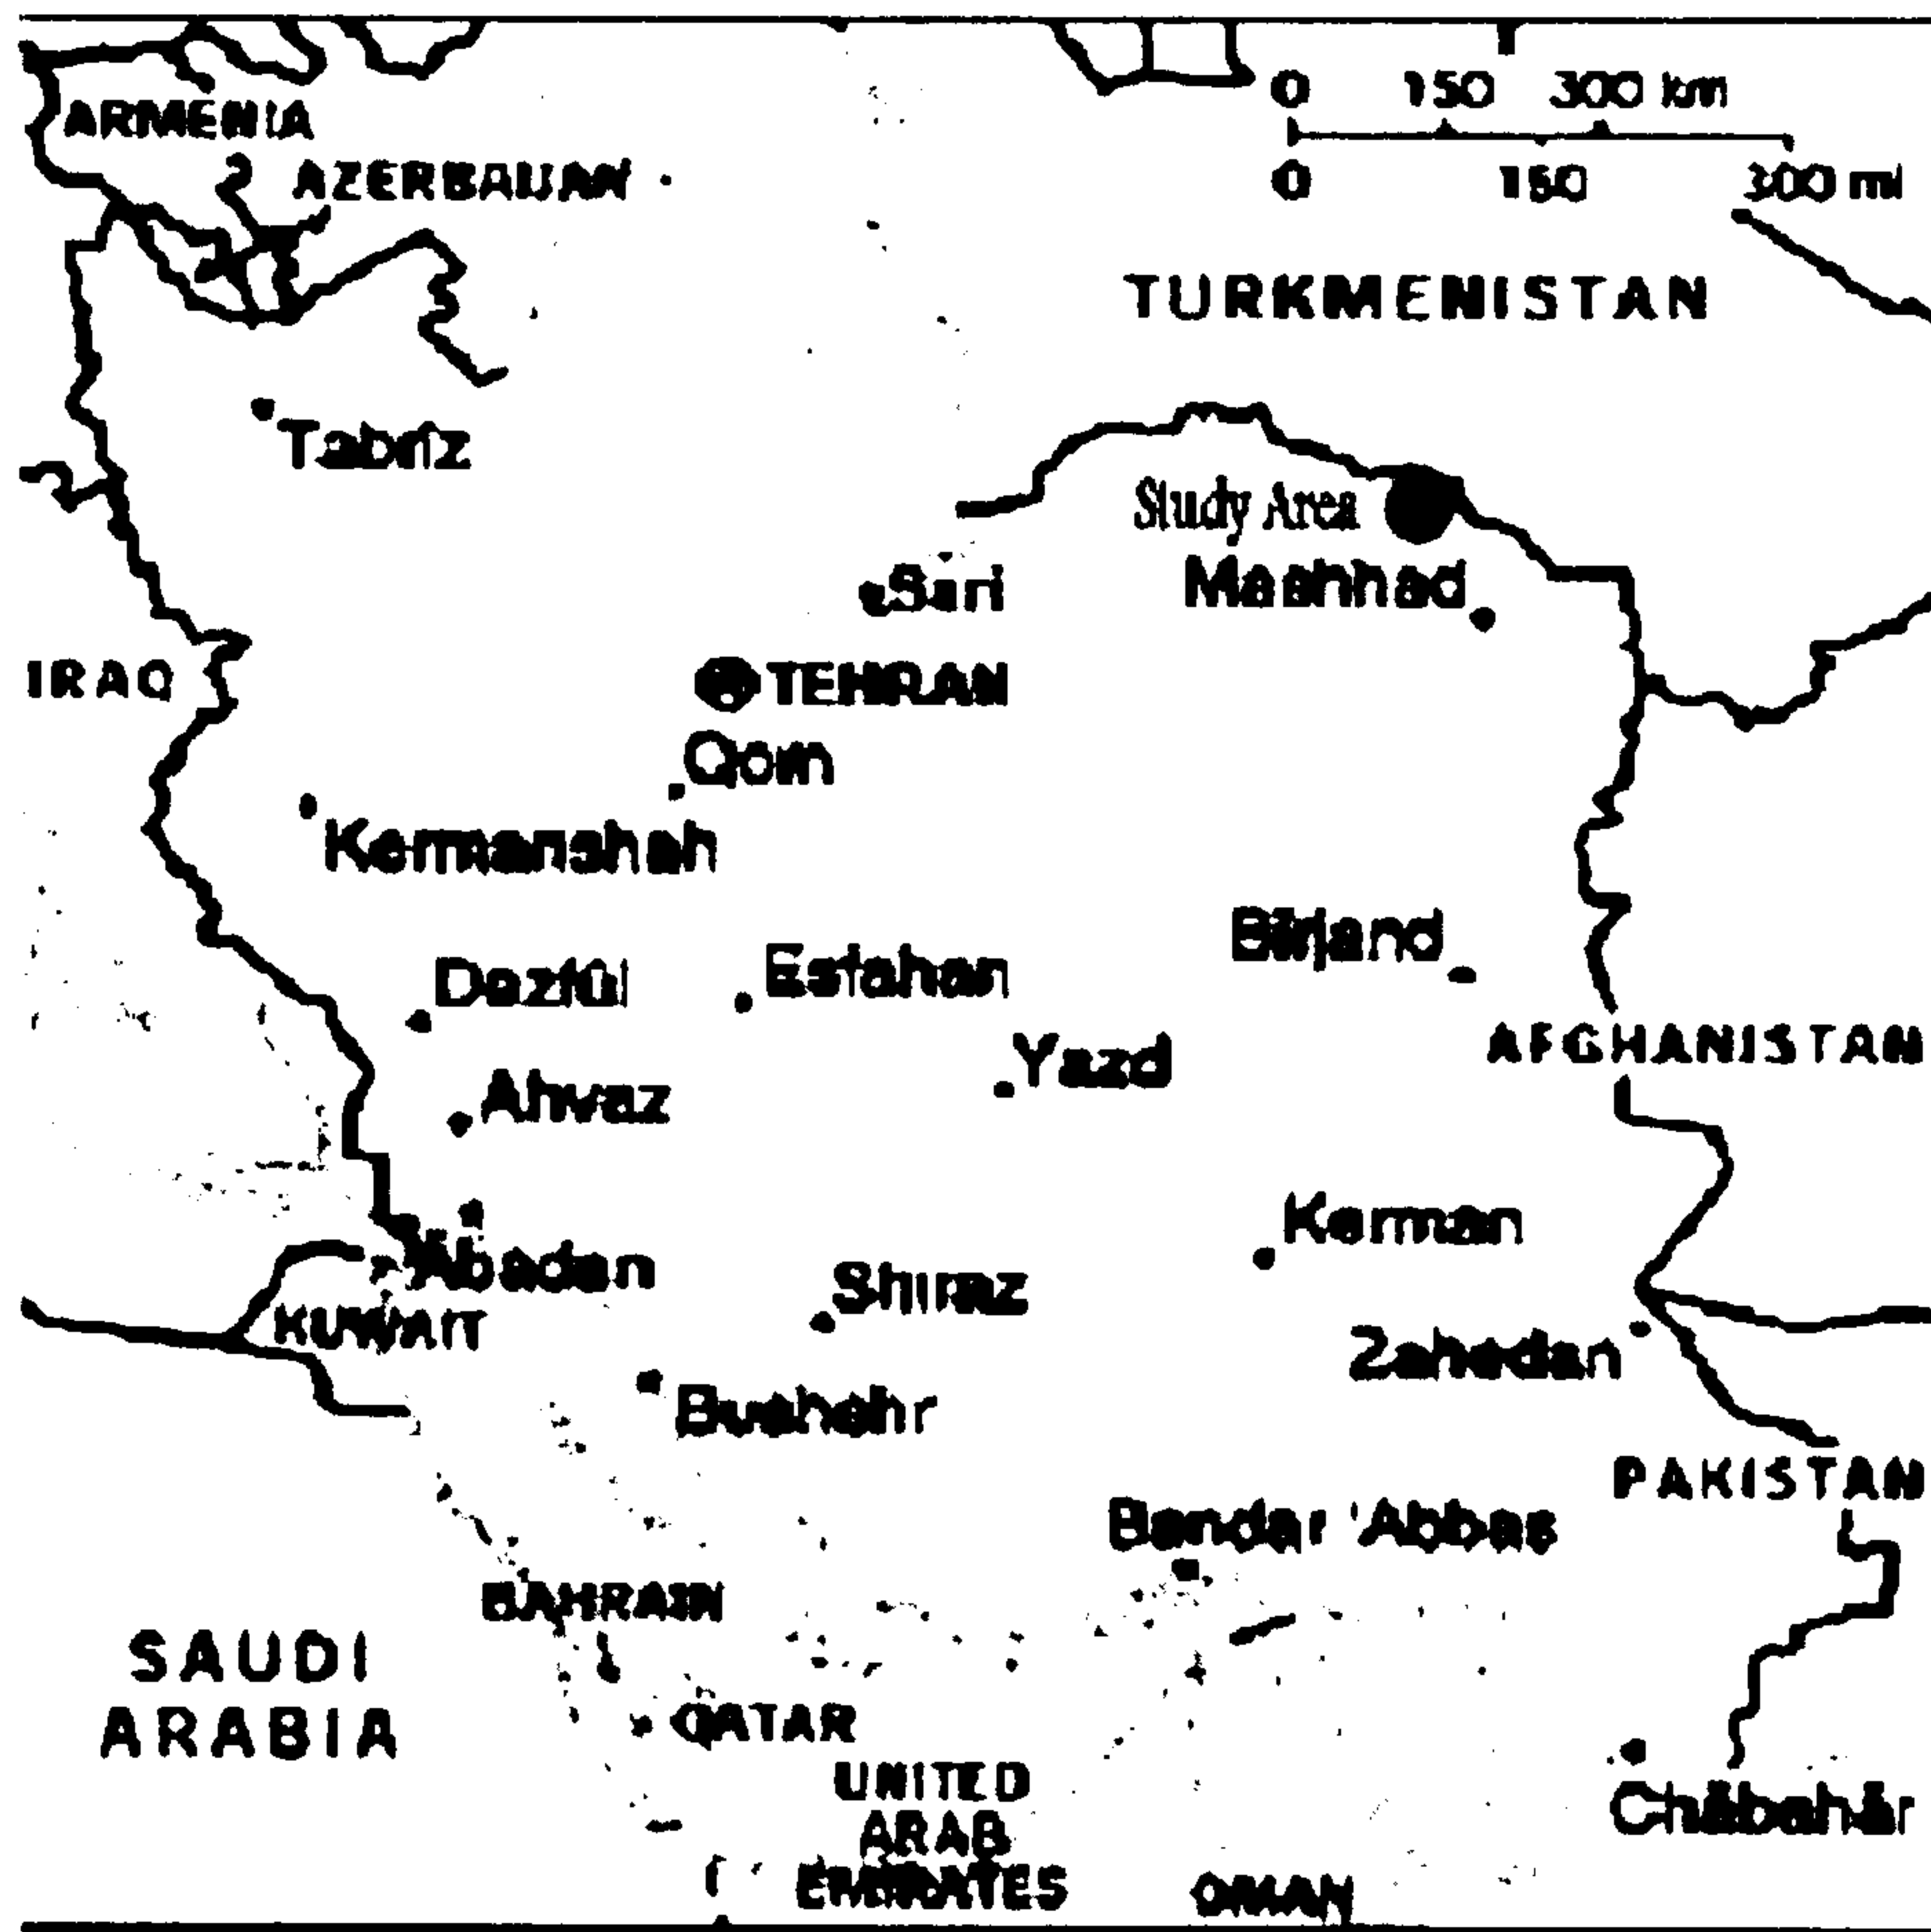 0 150 300 km
0 150 300 mi
ARMENIA
AZERBAIJAN
TURKMENISTAN
Tabriz
Study Area
Mashhad
Sari
IRAQ
TEHRAN
Qom
Kermanshah
Birjand
Dezfūl
Esfahan
AFGHANISTAN
Yazd
Ahvaz
Kerman
Ābadan
Shiraz
KUWAIT
Zahedan
Bushehr
PAKISTAN
Bandar 'Abbas
BAHRAIN
SAUDI
ARABIA
QATAR
UNITED
ARAB
EMIRATES
Chābahār
OMAN